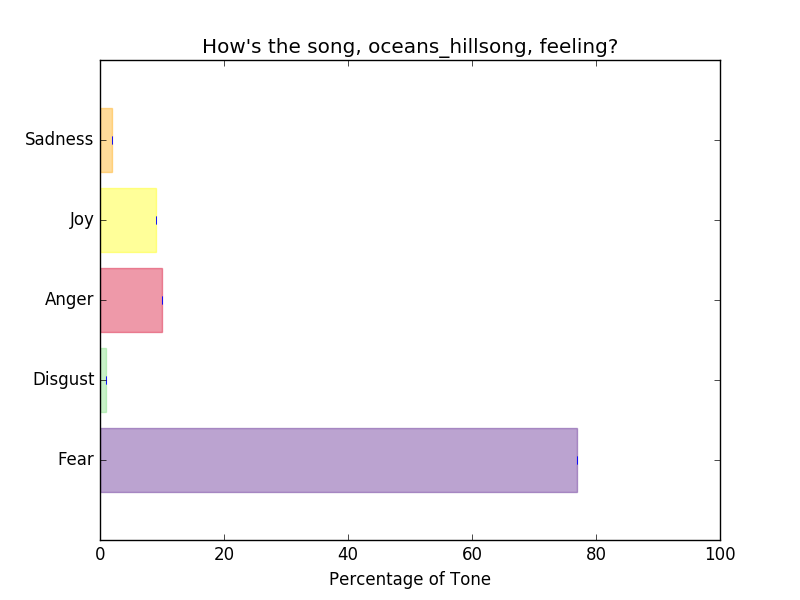 How's the song, oceans_hillsong, feeling?
Sadness
Joy
Anger
Disgust
Fear
0 20 40 60 80 100
Percentage of Tone